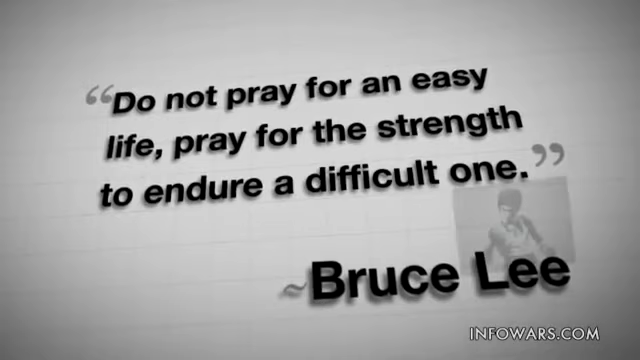 “Do not pray for an easy
life, pray for the strength
to endure a difficult one.”
~Bruce Lee
INFOWARS.COM